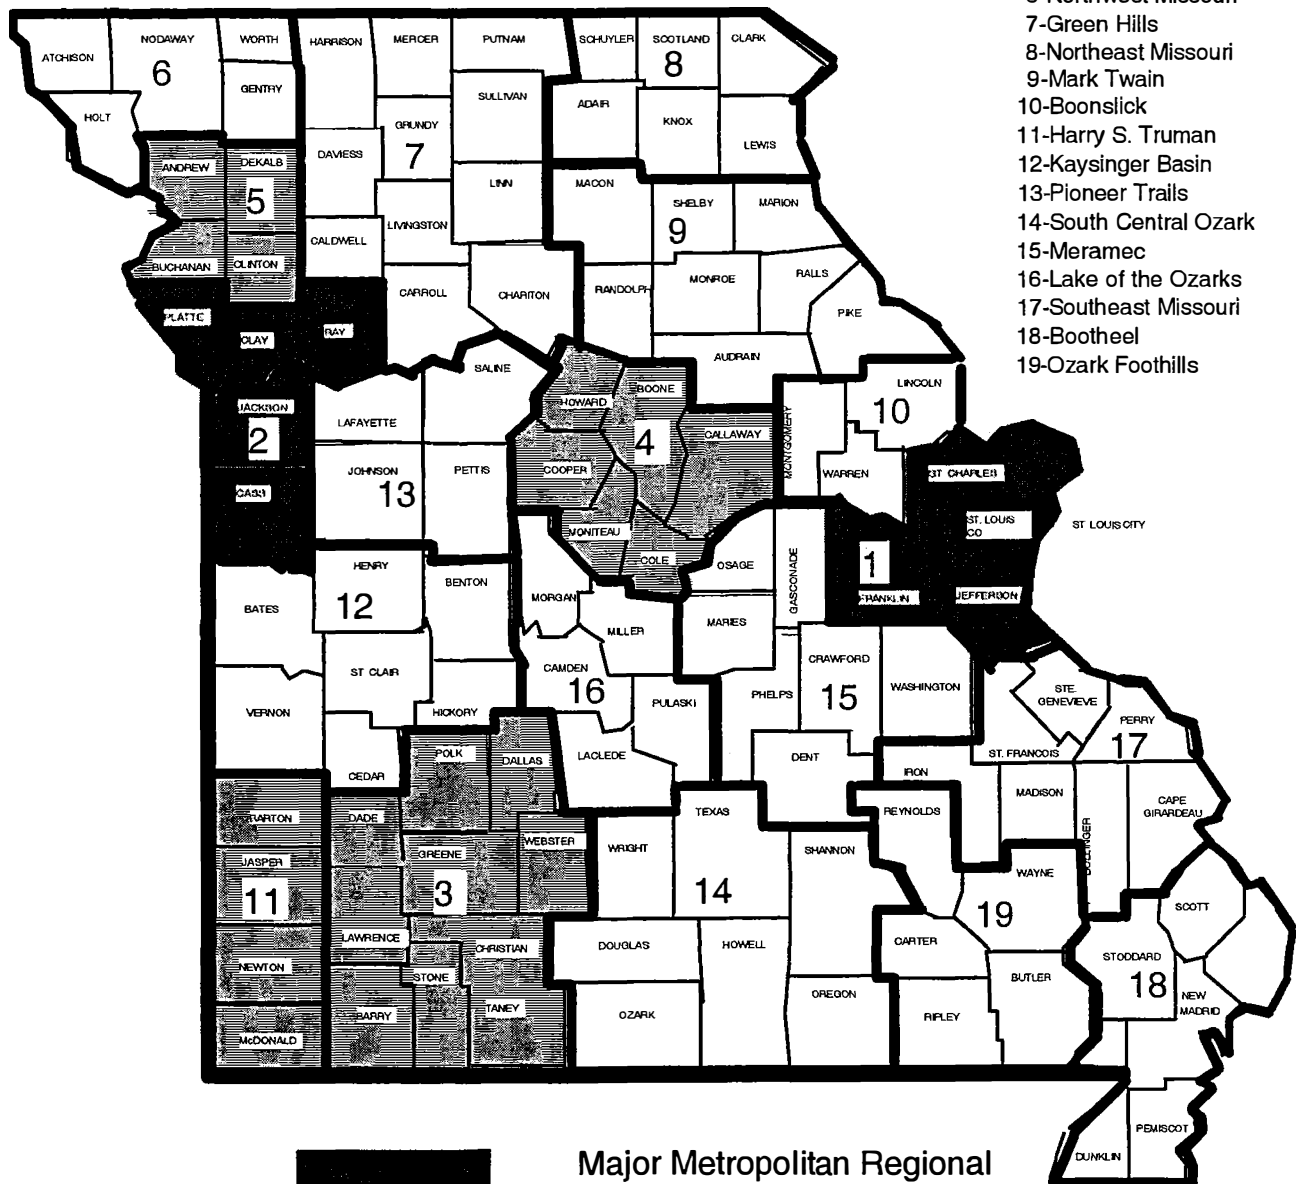 7-Green Hills
8-Northeast Missouri
9-Mark Twain
10-Boonslick
11-Harry S. Truman
12-Kaysinger Basin
13-Pioneer Trails
14-South Central Ozark
15-Meramec
16-Lake of the Ozarks
17-Southeast Missouri
18-Bootheel
19-Ozark Foothills
ATCHISON
NODAWAY
6
WORTH
GENTRY
HOLT
HARRISON
MERCER
PUTNAM
SULLIVAN
GRUNDY
7
DAVIESS
LINN
LIVINGSTON
CALDWELL
CARROLL
CHARITON
SCHUYLER
SCOTLAND
8
CLARK
ADAIR
KNOX
LEWIS
ANDREW
DEKALB
5
BUCHANAN
CLINTON
MACON
SHELBY
9
MARION
RANDOLPH
MONROE
RALLS
PIKE
AUDRAIN
PLATTE
CLAY
RAY
JACKSON
2
CASS
SALINE
LAFAYETTE
JOHNSON
13
PETTIS
HOWARD
BOONE
4
CALLAWAY
COOPER
MONITEAU
COLE
MONTGOMERY
LINCOLN
10
WARREN
ST. CHARLES
ST. LOUIS
CO
ST LOUIS CITY
1
FRANKLIN
JEFFERSON
OSAGE
GASCONADE
MARIES
HENRY
12
BENTON
BATES
ST CLAIR
VERNON
HICKORY
CEDAR
MORGAN
MILLER
CAMDEN
16
PULASKI
LACLEDE
PHELPS
CRAWFORD
15
WASHINGTON
DENT
STE.
GENEVIEVE
PERRY
17
ST. FRANCOIS
IRON
MADISON
BOLLINGER
CAPE
GIRARDEAU
POLK
DALLAS
BARTON
DADE
GREENE
3
WEBSTER
JASPER
11
LAWRENCE
CHRISTIAN
NEWTON
STONE
BARRY
TANEY
McDONALD
TEXAS
WRIGHT
14
SHANNON
DOUGLAS
HOWELL
OZARK
OREGON
REYNOLDS
WAYNE
19
CARTER
BUTLER
RIPLEY
SCOTT
STODDARD
18
NEW
MADRID
PEMISCOT
DUNKLIN
Major Metropolitan Regional